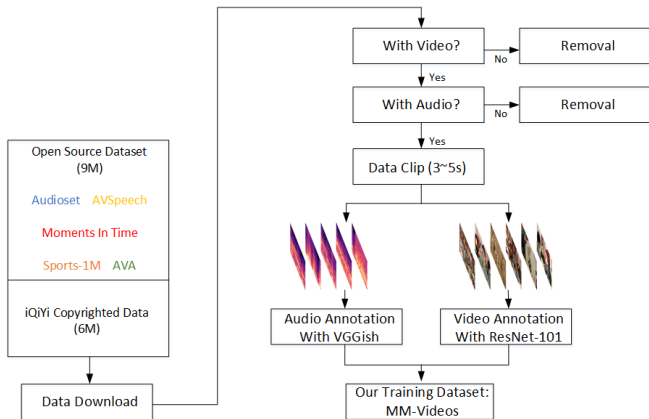 With Video?
No
Removal
Yes
With Audio?
No
Removal
Yes
Data Clip (3~5s)
Open Source Dataset
(9M)
Audioset AVSpeech
Moments In Time
Sports-1M AVA
iQiYi Copyrighted Data
(6M)
Data Download
Audio Annotation
With VGGish
Video Annotation
With ResNet-101
Our Training Dataset:
MM-Videos